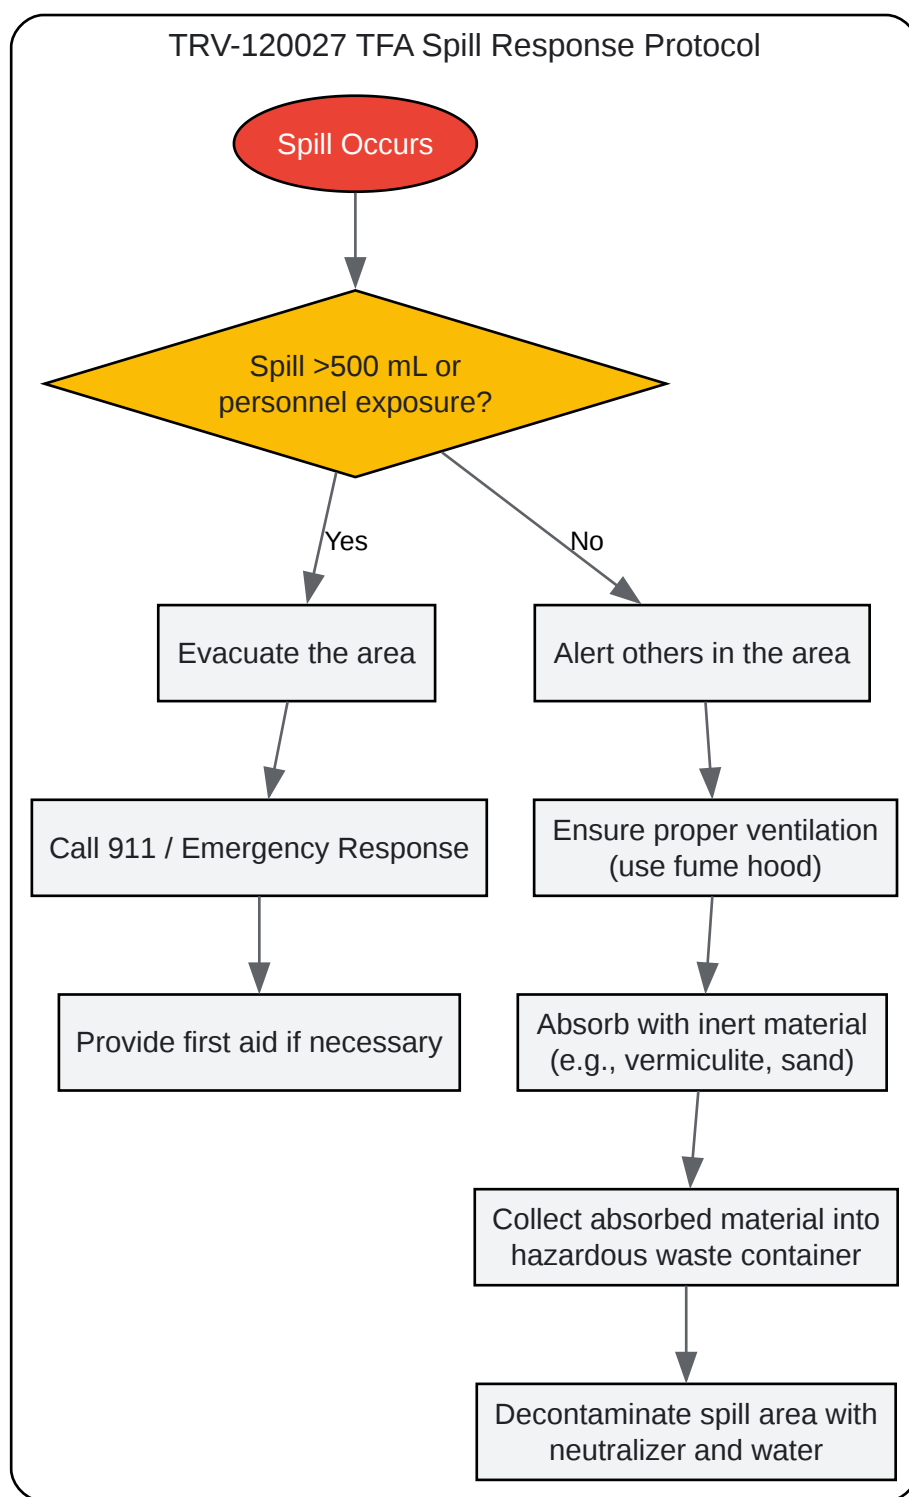 TRV-120027 TFA Spill Response Protocol
Spill Occurs
Spill >500 mL or
personnel exposure?
Yes
No
Evacuate the area
Alert others in the area
Call 911 / Emergency Response
Ensure proper ventilation
(use fume hood)
Provide first aid if necessary
Absorb with inert material
(e.g., vermiculite, sand)
Collect absorbed material into
hazardous waste container
Decontaminate spill area with
neutralizer and water